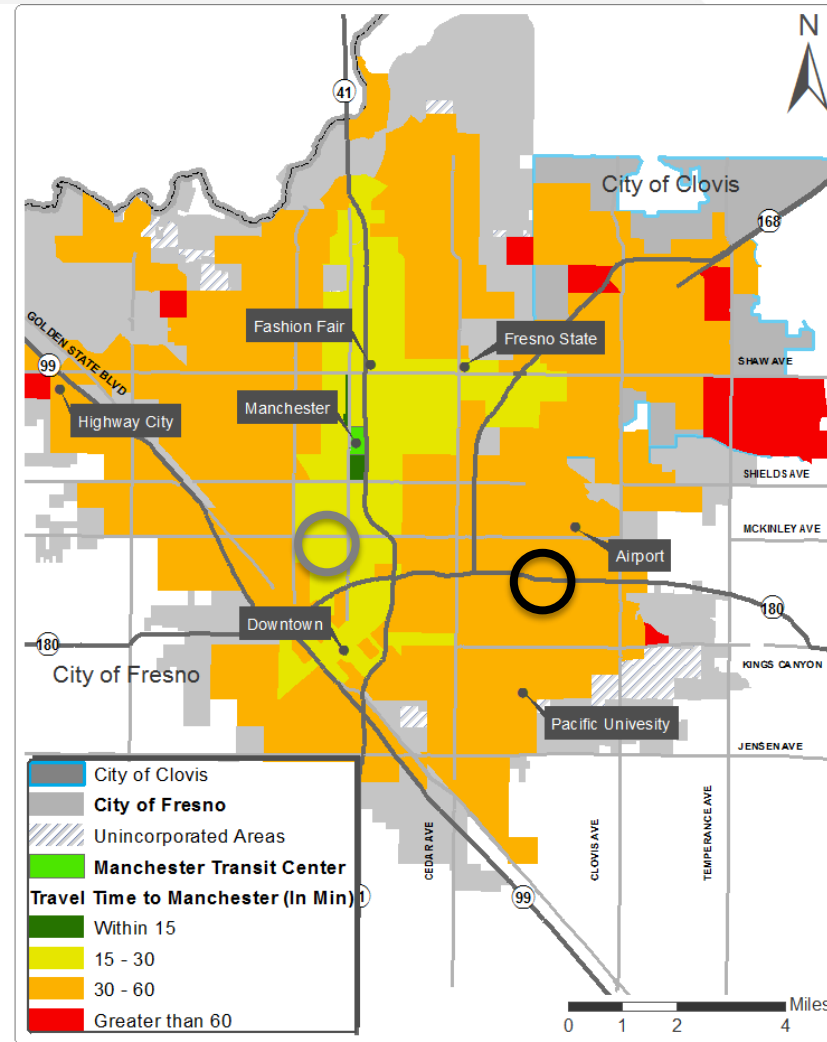 N
41
City of Clovis
168
Fashion Fair
Fresno State
GOLDEN STATE BLVD
99
SHAW AVE
Highway City
Manchester
SHIELDS AVE
MCKINLEY AVE
Airport
Downtown
180
180
City of Fresno
KINGS CANYON
Pacific Univesity
JENSEN AVE
City of Clovis
City of Fresno
Unincorporated Areas
Manchester Transit Center
Travel Time to Manchester (In Min)
Within 15
15 - 30
30 - 60
Greater than 60
CEDAR AVE
CLOVIS AVE
TEMPERANCE AVE
1
99
Miles
0 1 2 4